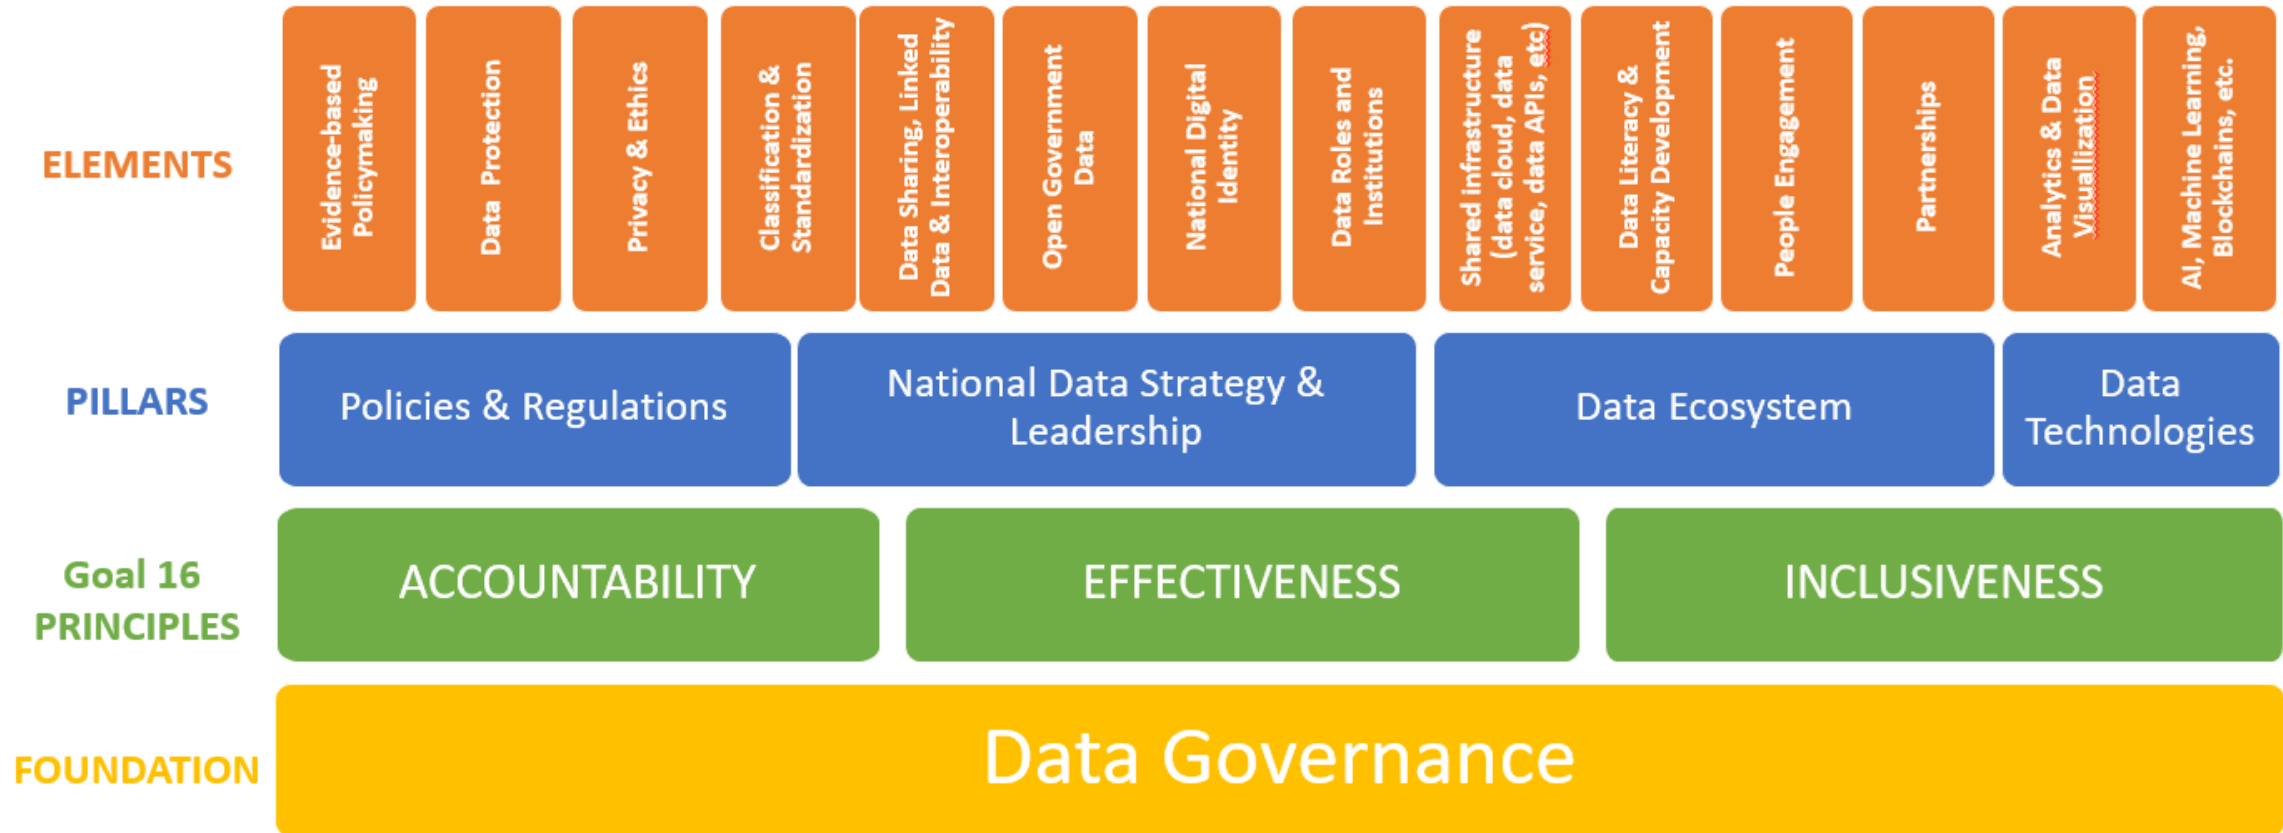 ELEMENTS
Evidence-based
Policymaking
Data Protection
Privacy & Ethics
Classification &
Standardization
Data Sharing, Linked
Data & Interoperability
Open Government
Data
National Digital
Identity
Data Roles and
Institutions
Shared infrastructure
(data cloud, data
service, data APIs, etc)
Data Literacy &
Capacity Development
People Engagement
Partnerships
Analytics & Data
Visuallization
AI, Machine Learning,
Blockchains, etc.
PILLARS
Policies & Regulations
National Data Strategy &
Leadership
Data Ecosystem
Data
Technologies
Goal 16
PRINCIPLES
ACCOUNTABILITY
EFFECTIVENESS
INCLUSIVENESS
FOUNDATION
Data Governance